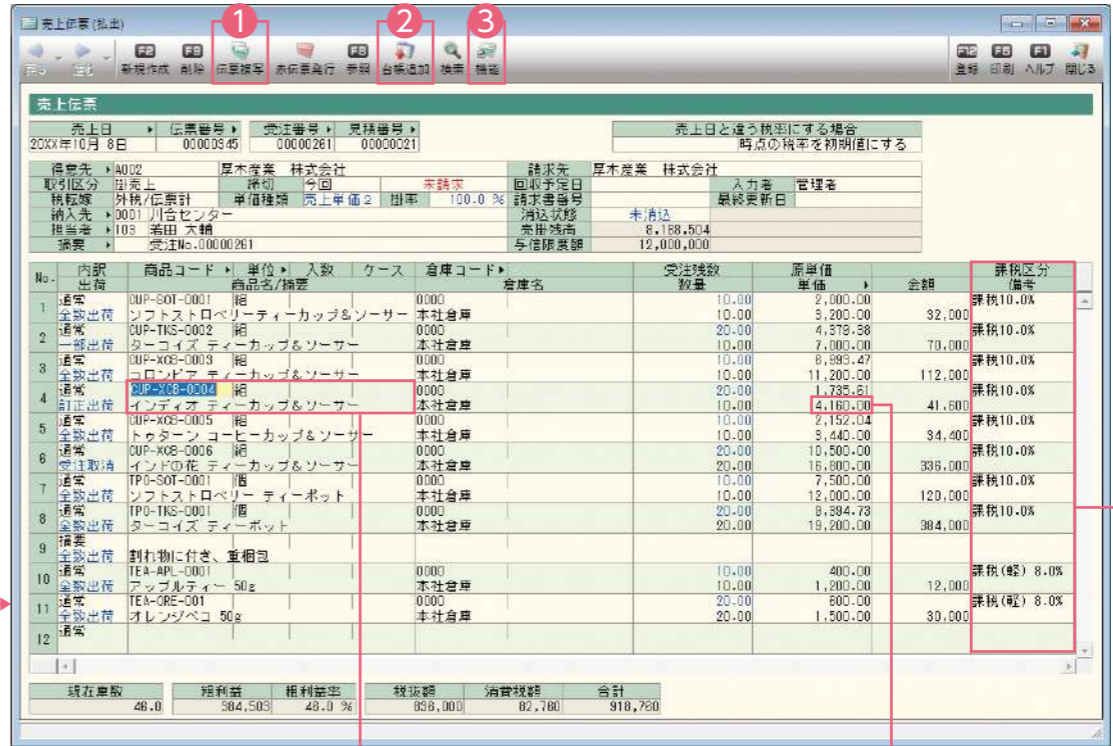 1 2 3
売上伝票(払出)
F2 F9 F8 F12 F5 F1
新規作成 削除 伝票複写 赤伝票発行 参照 台帳追加 検索 機能 登録 印刷 ヘルプ 閉じる
売上伝票
売上日 伝票番号 受注番号 見積番号 売上日と違う税率にする場合
20XX年10月 8日 00000345 00000261 00000021 時点の税率を初期値にする
得意先 A002 厚木産業 株式会社 請求先 厚木産業 株式会社
取引区分 掛売上 締切 今回 未請求 回収予定日 入力者 管理者
税転嫁 外税/伝票計 単価種類 売上単価2 掛率 100.0 % 請求書番号 最終更新日
納入先 0001 川合センター 消込状態 未消込
担当者 103 若田 大輔 売掛残高 8,188,504
摘要 受注No.00000261 与信限度額 12,000,000
No. 内訳 商品コード 単位 入数 ケース 倉庫コード 受注残数 原単価 課税区分
出荷 商品名/摘要 倉庫名 数量 単価 金額 備考
1 通常 CUP-SOT-0001 組 0000 10.00 2,000.00 課税10.0%
全数出荷 ソフトストロベリーティーカップ&ソーサー 本社倉庫 10.00 3,200.00 32,000
2 通常 CUP-TKS-0002 組 0000 20.00 4,379.38 課税10.0%
一部出荷 ターコイズ ティーカップ&ソーサー 本社倉庫 10.00 7,000.00 70,000
3 通常 CUP-XCB-0003 組 0000 10.00 6,993.47 課税10.0%
全数出荷 コロンビア ティーカップ&ソーサー 本社倉庫 10.00 11,200.00 112,000
4 通常 CUP-XCB-0004 組 0000 20.00 1,735.61 課税10.0%
訂正出荷 インディオ ティーカップ&ソーサー 本社倉庫 10.00 4,160.00 41,600
5 通常 CUP-XCB-0005 組 0000 10.00 2,152.04 課税10.0%
全数出荷 トゥターン コーヒーカップ&ソーサー 本社倉庫 10.00 3,440.00 34,400
6 通常 CUP-XCB-0006 組 0000 20.00 10,500.00 課税10.0%
受注取消 インドの花 ティーカップ&ソーサー 本社倉庫 20.00 16,800.00 336,000
7 通常 TPO-SOT-0001 個 0000 10.00 7,500.00 課税10.0%
全数出荷 ソフトストロベリー ティーポット 本社倉庫 10.00 12,000.00 120,000
8 通常 TPO-TKS-0001 個 0000 20.00 8,394.73 課税10.0%
全数出荷 ターコイズ ティーポット 本社倉庫 20.00 19,200.00 384,000
9 摘要
全数出荷 割れ物に付き、重梱包
10 通常 TEA-APL-0001 0000 10.00 400.00 課税(軽) 8.0%
全数出荷 アップルティー 50g 本社倉庫 10.00 1,200.00 12,000
11 通常 TEA-ORE-001 0000 20.00 600.00 課税(軽) 8.0%
全数出荷 オレンジペコ 50g 本社倉庫 20.00 1,500.00 30,000
12 通常
現在庫数 粗利益 粗利益率 税抜額 消費税額 合計
46.0 384,503 46.0 % 836,000 82,760 918,760